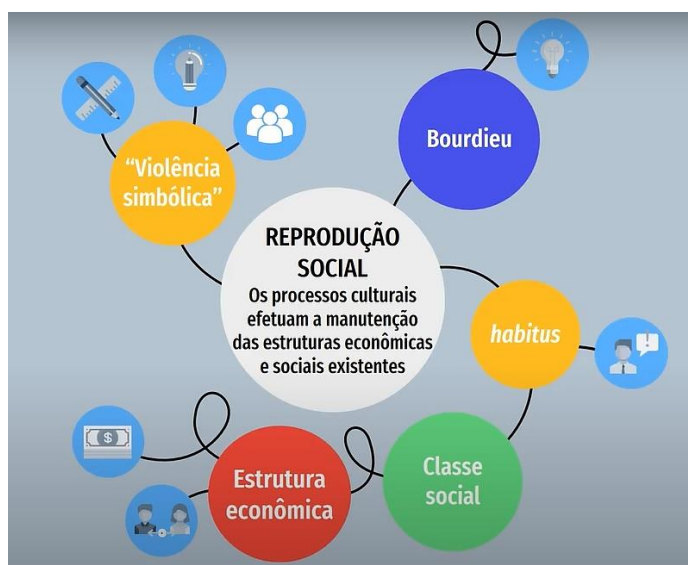 "Violência
simbólica"
Bourdieu
REPRODUÇÃO
SOCIAL
Os processos culturais
efetuam a manutenção
das estruturas econômicas
e sociais existentes
habitus
Classe
social
Estrutura
econômica
$
!